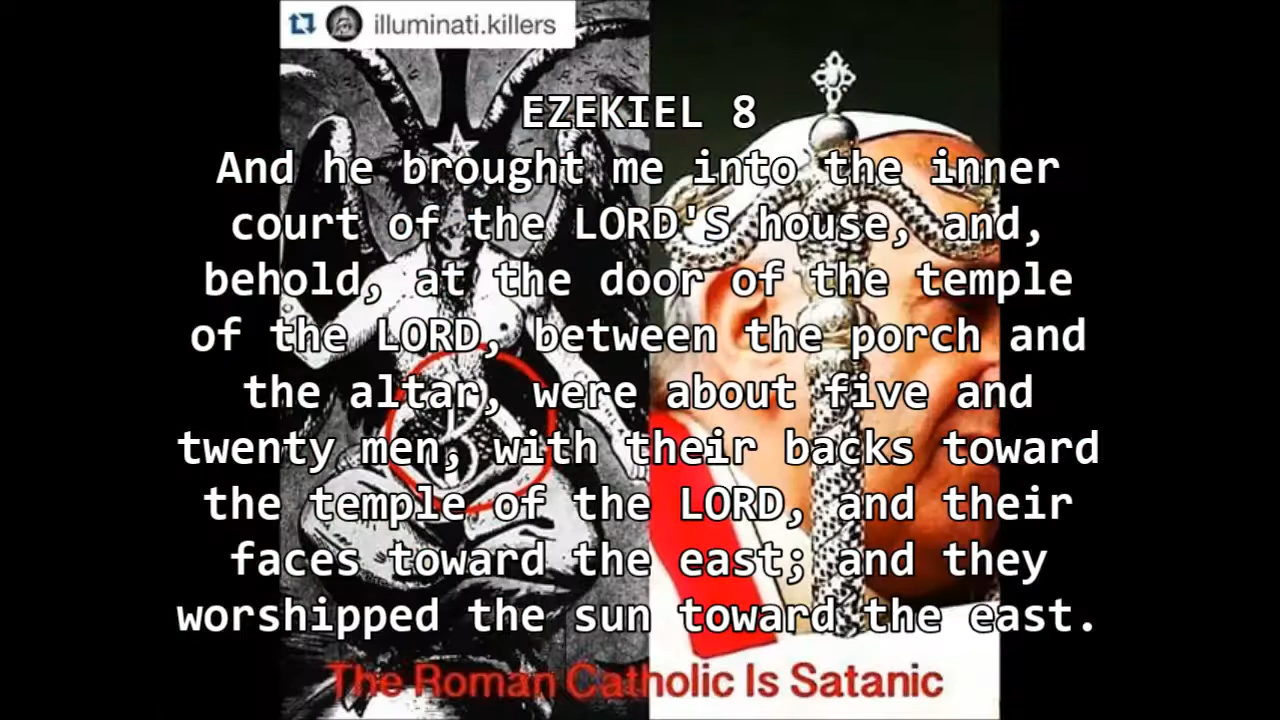 illuminati.killers
EZEKIEL 8
And he brought me into the inner
court of the LORD'S house, and,
behold, at the door of the temple
of the LORD, between the porch and
the altar, were about five and
twenty men, with their backs toward
the temple of the LORD, and their
faces toward the east; and they
worshipped the sun toward the east.
The Roman Catholic Is Satanic